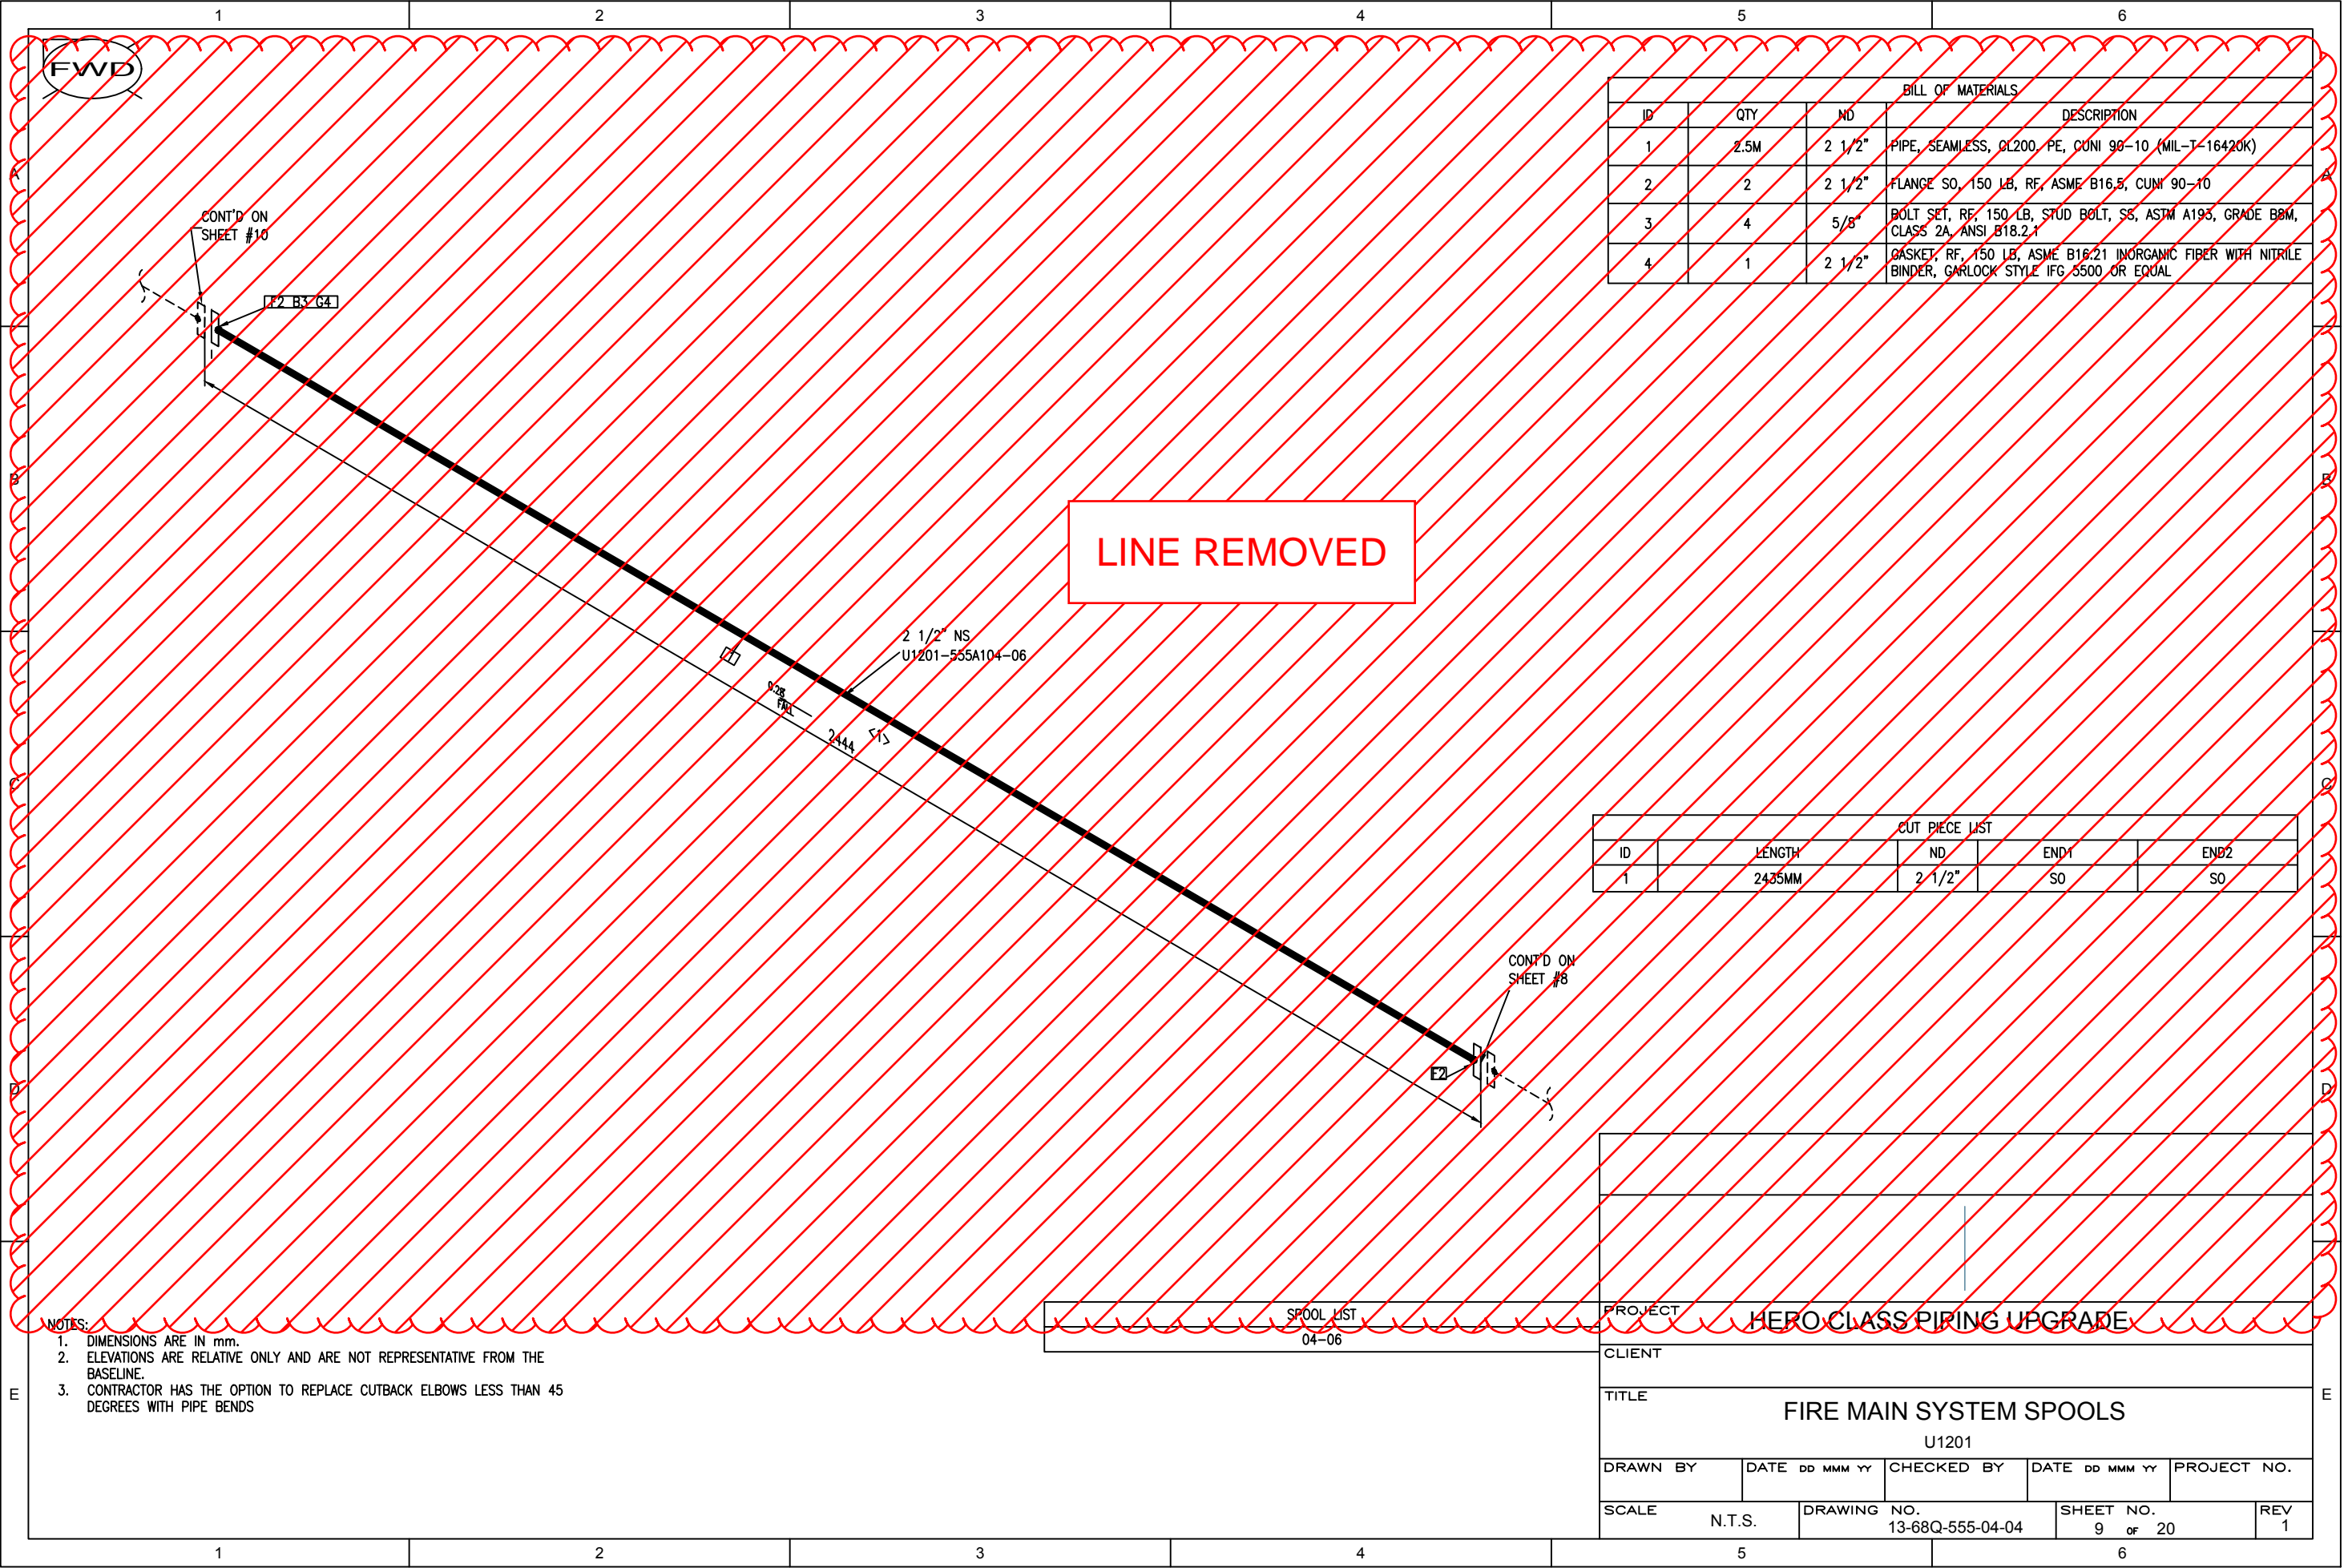 1 2 3 4 5 6
FWD
BILL OF MATERIALS
ID QTY ND DESCRIPTION
1 2.5M 2 1/2" PIPE, SEAMLESS, CL200, PE, CUNI 90-10 (MIL-T-16420K)
2 2 2 1/2" FLANGE SO, 150 LB, RF, ASME B16.5, CUNI 90-10
3 4 5/8" BOLT SET, RF, 150 LB, STUD BOLT, SS, ASTM A193, GRADE B8M,
CLASS 2A, ANSI B18.2.1
4 1 2 1/2" GASKET, RF, 150 LB, ASME B16.21 INORGANIC FIBER WITH NITRILE
BINDER, GARLOCK STYLE IFG 5500 OR EQUAL
A A
CONT'D ON
SHEET #10
F2 B3 G4
B B
LINE REMOVED
2 1/2" NS
U1201-555A104-06
1
0.28°
FALL
2444 <1>
C C
CUT PIECE LIST
ID LENGTH ND END1 END2
1 2435MM 2 1/2" SO SO
CONT'D ON
SHEET #8
F2
D D
NOTES:
1. DIMENSIONS ARE IN mm.
2. ELEVATIONS ARE RELATIVE ONLY AND ARE NOT REPRESENTATIVE FROM THE
BASELINE.
3. CONTRACTOR HAS THE OPTION TO REPLACE CUTBACK ELBOWS LESS THAN 45
DEGREES WITH PIPE BENDS
SPOOL LIST
04-06
PROJECT HERO CLASS PIPING UPGRADE
CLIENT
E E
TITLE
FIRE MAIN SYSTEM SPOOLS
U1201
DRAWN BY DATE DD MMM YY CHECKED BY DATE DD MMM YY PROJECT NO.
SCALE N.T.S. DRAWING NO. 13-68Q-555-04-04 SHEET NO. 9 OF 20 REV 1
1 2 3 4 5 6